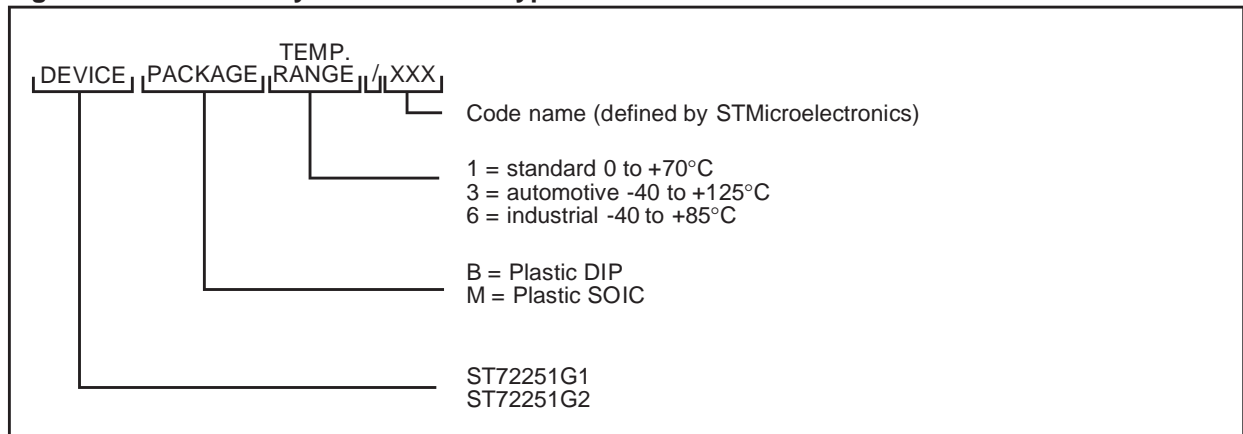 TEMP.
DEVICE PACKAGE RANGE / XXX
Code name (defined by STMicroelectronics)
1 = standard 0 to +70°C
3 = automotive -40 to +125°C
6 = industrial -40 to +85°C
B = Plastic DIP
M = Plastic SOIC
ST72251G1
ST72251G2